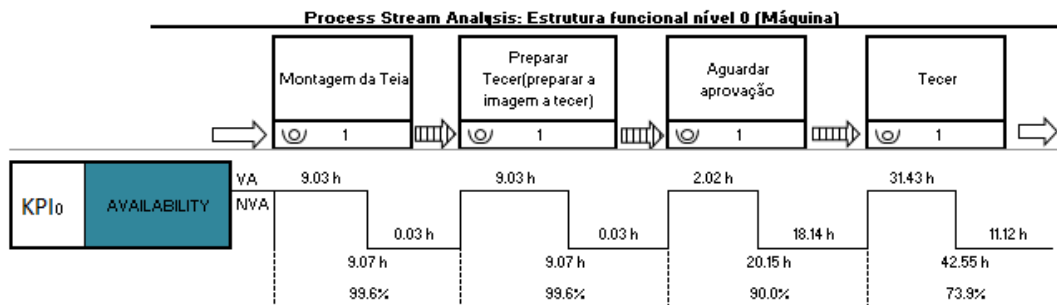 Process Stream Analysis: Estrutura funcional nível 0 (Máquina)
Montagem da Teia
Preparar
Tecer(preparar a
imagem a tecer)
Aguardar
aprovação
Tecer
1
1
1
1
KPI0
AVAILABILITY
VA
NVA
9.03 h
9.03 h
2.02 h
31.43 h
0.03 h
0.03 h
18.14 h
11.12 h
9.07 h
9.07 h
20.15 h
42.55 h
99.6%
99.6%
90.0%
73.9%